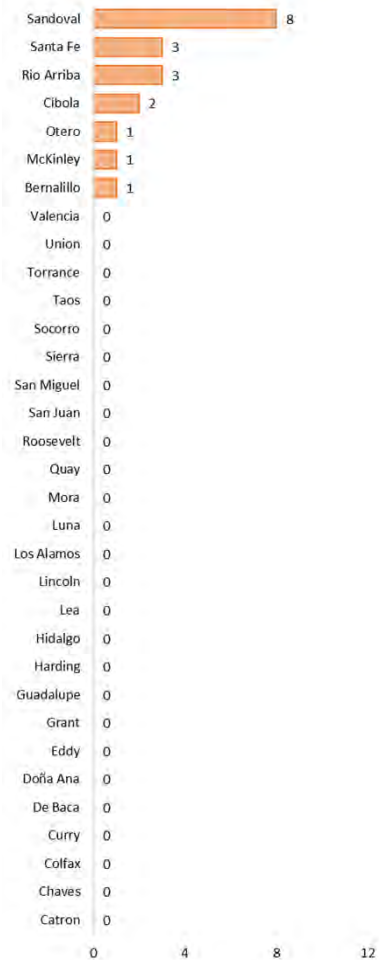 Sandoval 8
Santa Fe 3
Rio Arriba 3
Cibola 2
Otero 1
McKinley 1
Bernalillo 1
Valencia 0
Union 0
Torrance 0
Taos 0
Socorro 0
Sierra 0
San Miguel 0
San Juan 0
Roosevelt 0
Quay 0
Mora 0
Luna 0
Los Alamos 0
Lincoln 0
Lea 0
Hidalgo 0
Harding 0
Guadalupe 0
Grant 0
Eddy 0
Doña Ana 0
De Baca 0
Curry 0
Colfax 0
Chaves 0
Catron 0
0 4 8 12